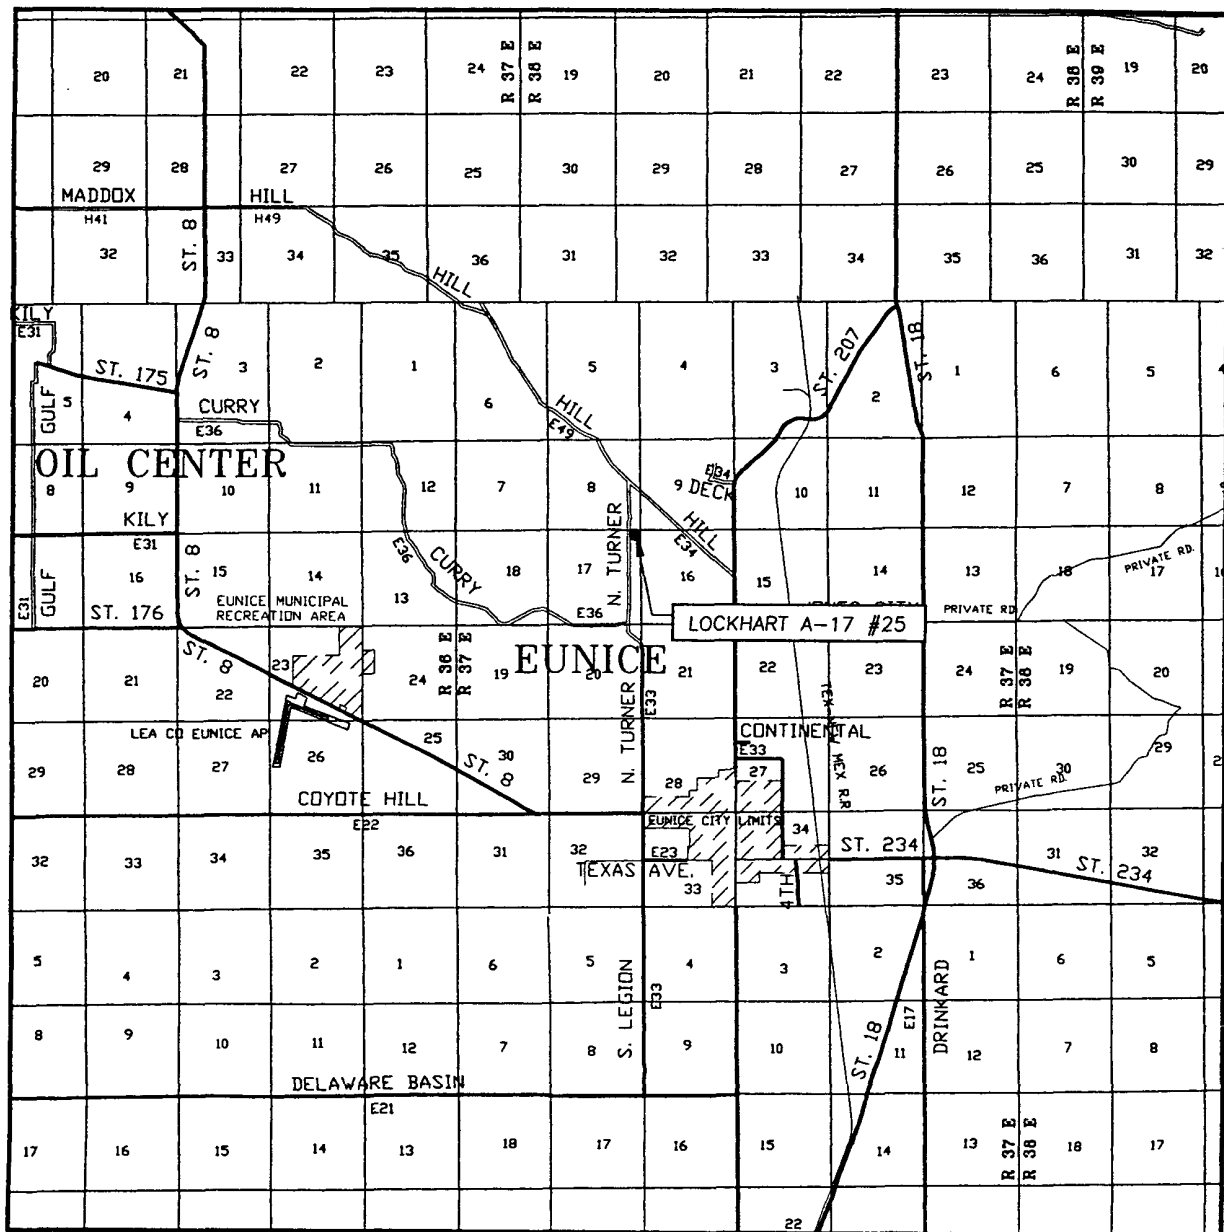 20 21 22 23 24 R 37 E R 38 E 19 20 21 22 23 24 R 38 E R 39 E 19 20
29 28 27 26 25 30 29 28 27 26 25 30 29
MADDOX HILL
H41 H49
32 ST. 8 33 34 35 36 31 32 33 34 35 36 31 32
HILL
KILY
E31
ST. 175 ST. 8 3 2 1 5 4 3 ST. 207 ST. 18 1 6 5 4
GULF 5 4 CURRY 6 HILL 2
E36 E49
OIL CENTER
8 9 10 11 12 7 8 9 DECK E34 10 11 12 7 8 9
KILY
E31
N. TURNER HILL E34
E31 GULF 16 ST. 8 15 14 13 E36 CURRY 18 17 16 15 14 13 18 17 PRIVATE RD.
ST. 176 EUNICE MUNICIPAL
RECREATION AREA
E36
PRIVATE RD.
LOCKHART A-17 #25
EUNICE
20 21 22 23 ST. 8 24 R 36 E R 37 E 19 20 21 22 23 24 R 37 E R 38 E 19 20
N. TURNER E33
LEA CO EUNICE AP
CONTINENTAL
E33
29 28 27 26 25 30 ST. 8 29 28 27 MEX R.R 26 ST. 18 25 30 29
PRIVATE RD.
COYOTE HILL
E22
EUNICE CITY LIMITS
32 33 34 35 36 31 32 E23 34 ST. 234 31 32
TEXAS AVE. 33 4TH 35 36 ST. 234
5 4 3 2 1 6 5 4 3 2 1 6 5
S. LEGION E33 DRINKARD E17
8 9 10 11 12 7 8 9 10 ST. 18 11 12 7 8
DELAWARE BASIN
E21
17 16 15 14 13 18 17 16 15 14 13 R 37 E R 38 E 18 17
22